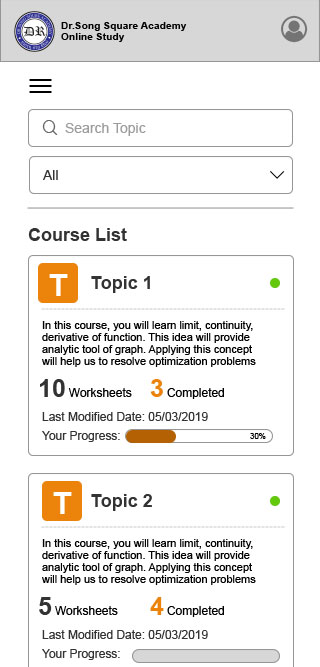 DR
Dr.Song Square Academy
Online Study
Search Topic
All
Course List
T Topic 1
In this course, you will learn limit, continuity,
derivative of function. This idea will provide
analytic tool of graph. Applying this concept
will help us to resolve optimization problems
10 Worksheets 3 Completed
Last Modified Date: 05/03/2019
Your Progress: 30%
T Topic 2
In this course, you will learn limit, continuity,
derivative of function. This idea will provide
analytic tool of graph. Applying this concept
will help us to resolve optimization problems
5 Worksheets 4 Completed
Last Modified Date: 05/03/2019
Your Progress: